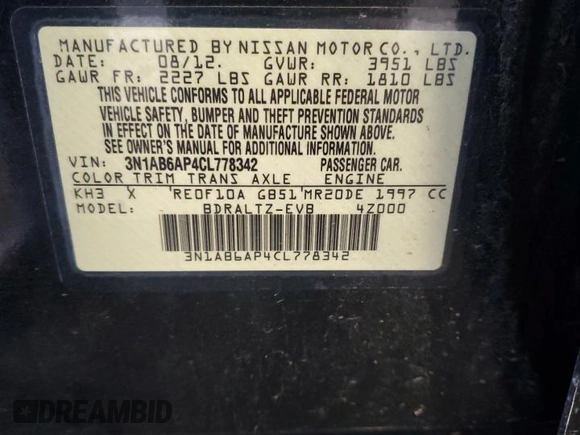 MANUFACTURED BY NISSAN MOTOR CO., LTD.
DATE: 08/12. GVWR: 3951 LBS
GAWR FR: 2227 LBS GAWR RR: 1810 LBS
THIS VEHICLE CONFORMS TO ALL APPLICABLE FEDERAL MOTOR
VEHICLE SAFETY, BUMPER AND THEFT PREVENTION STANDARDS
IN EFFECT ON THE DATE OF MANUFACTURE SHOWN ABOVE.
SEE OWNER'S MANUAL FOR ADDITIONAL INFORMATION.
VIN: 3N1AB6AP4CL778342 PASSENGER CAR.
COLOR TRIM TRANS AXLE ENGINE
KH3 X 'RE0F10A GB51'MR20DE 1997 CC
MODEL: BDRALTZ-EVB 4Z000
3N1AB6AP4CL778342
DREAMBID